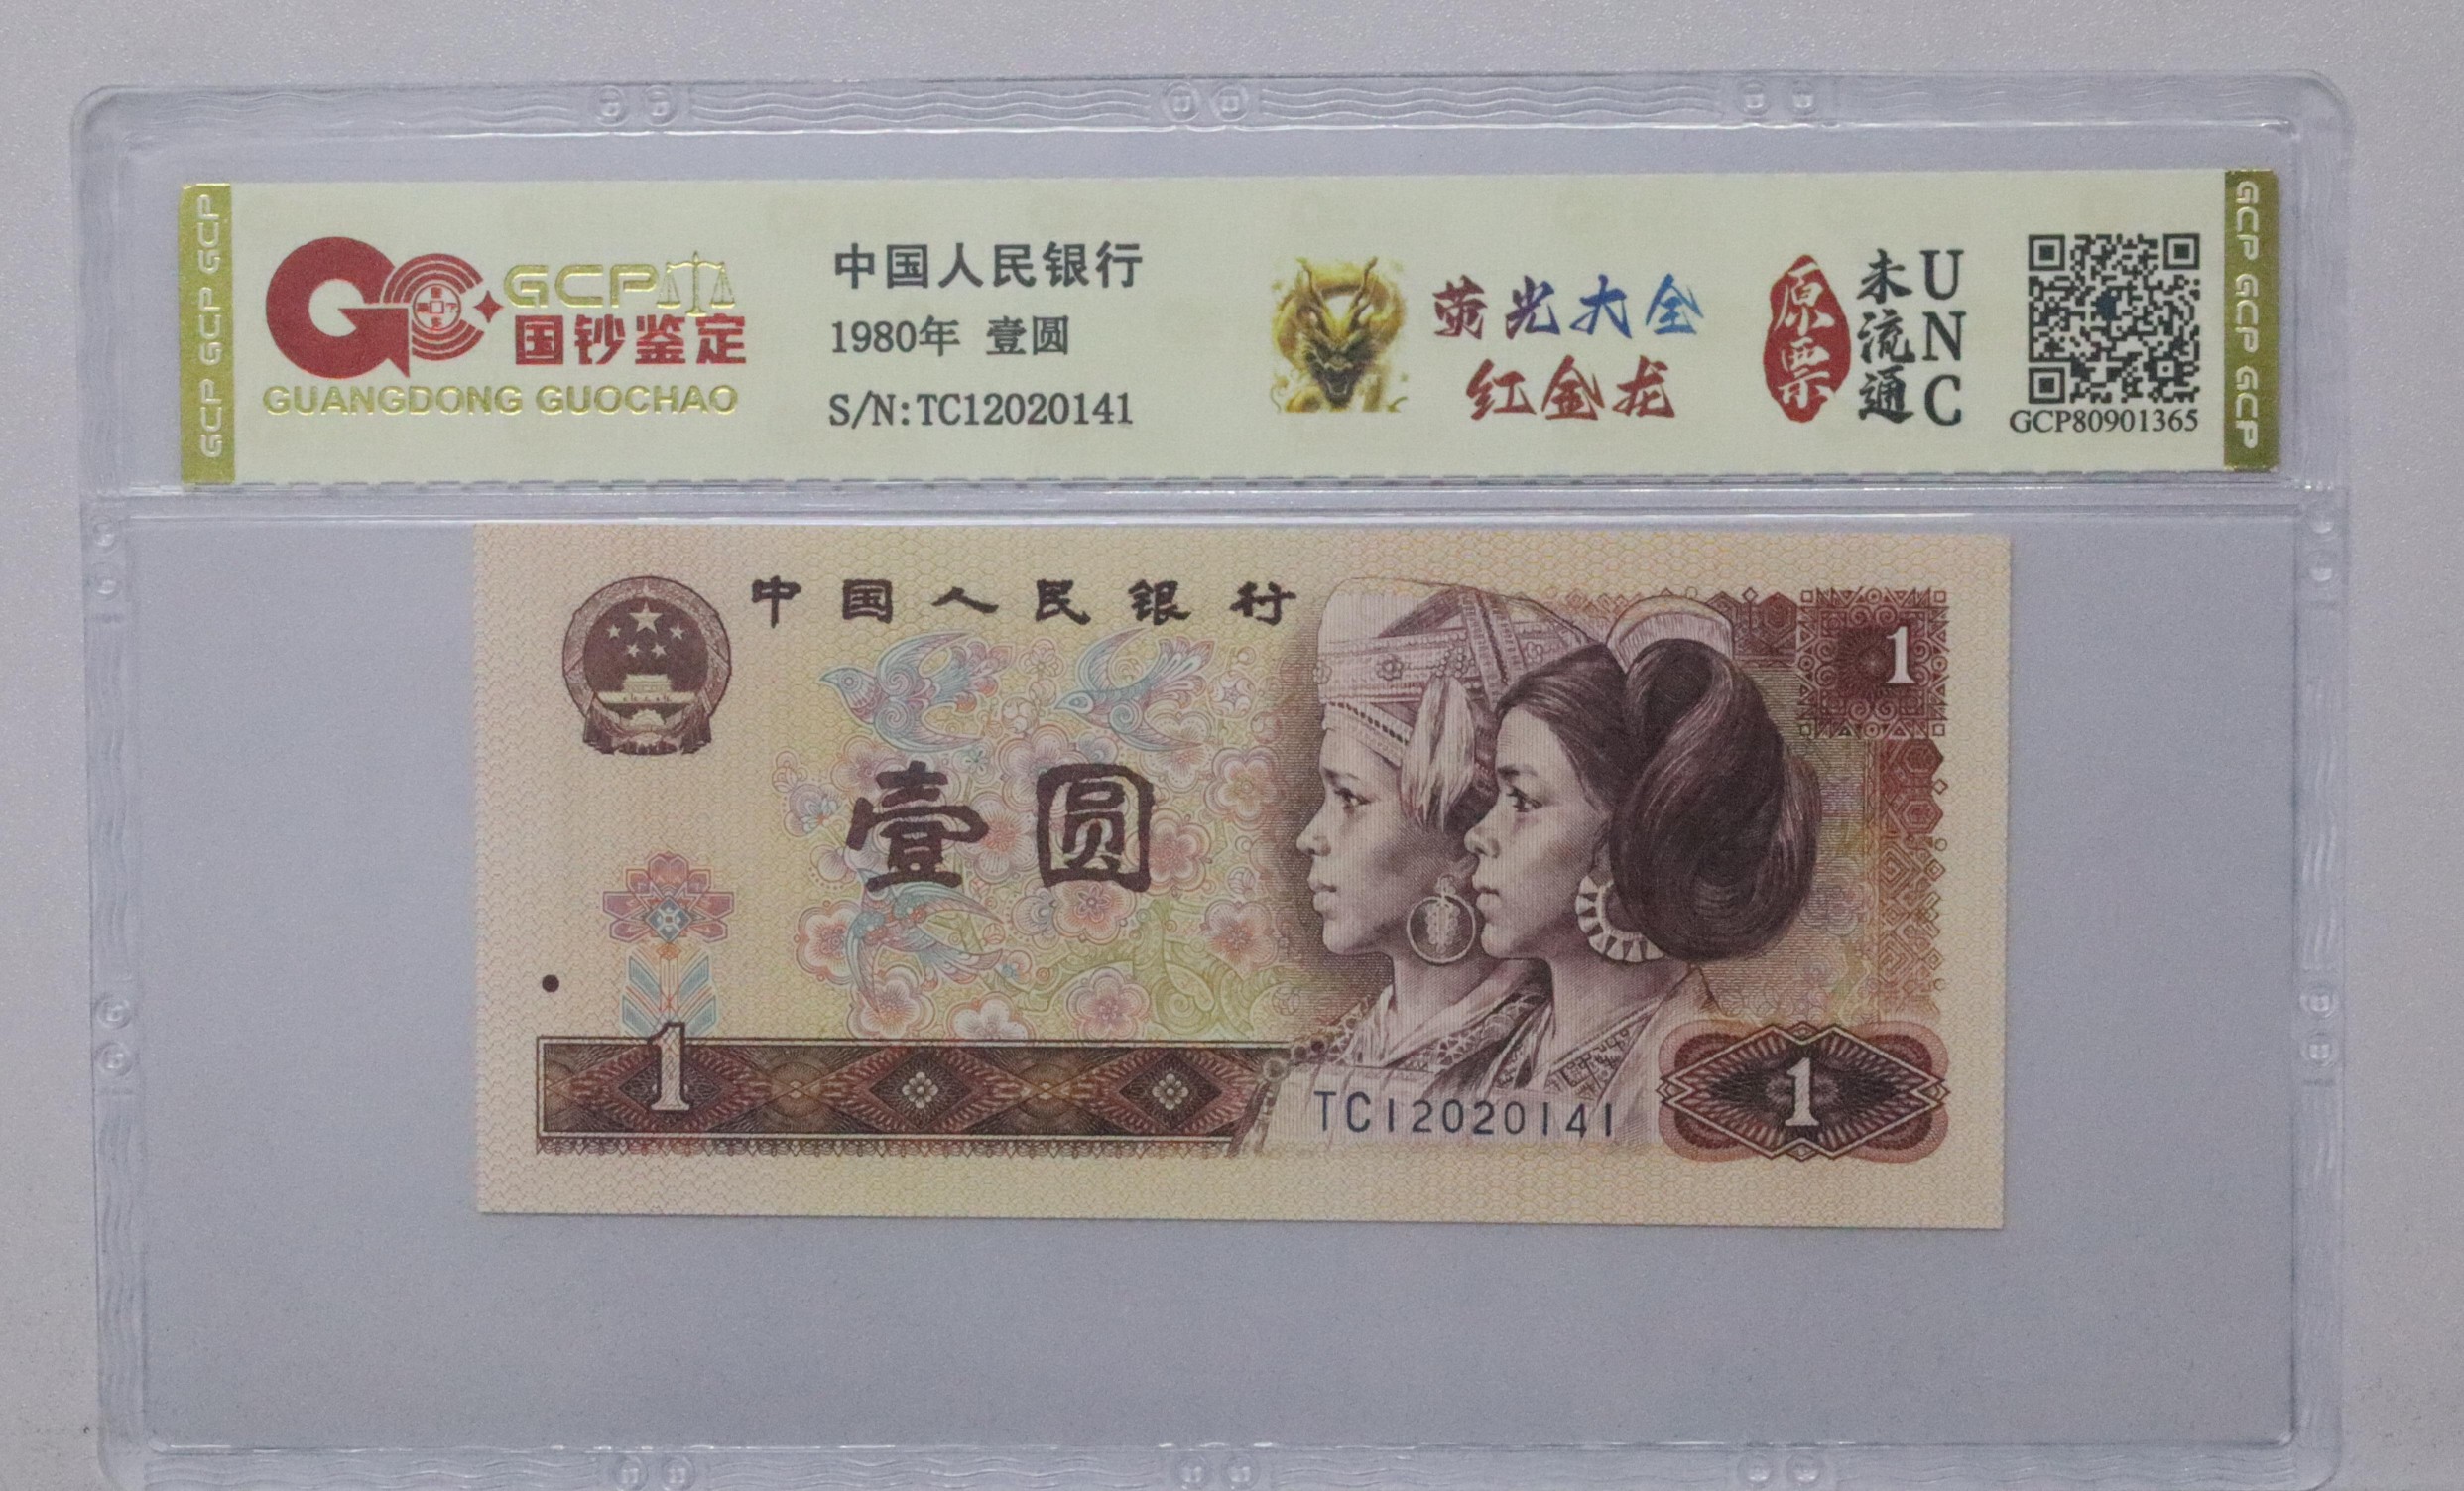 GCP GCP GCP
GCP
国钞鉴定
GUANGDONG GUOCHAO
中国人民银行
1980年 壹圆
S/N:TC12020141
荧光大全
红金龙
原票
未流通
UNC
GCP80901365
GCP GCP GCP
中国人民银行
1
壹圆
1
TC12020141
1